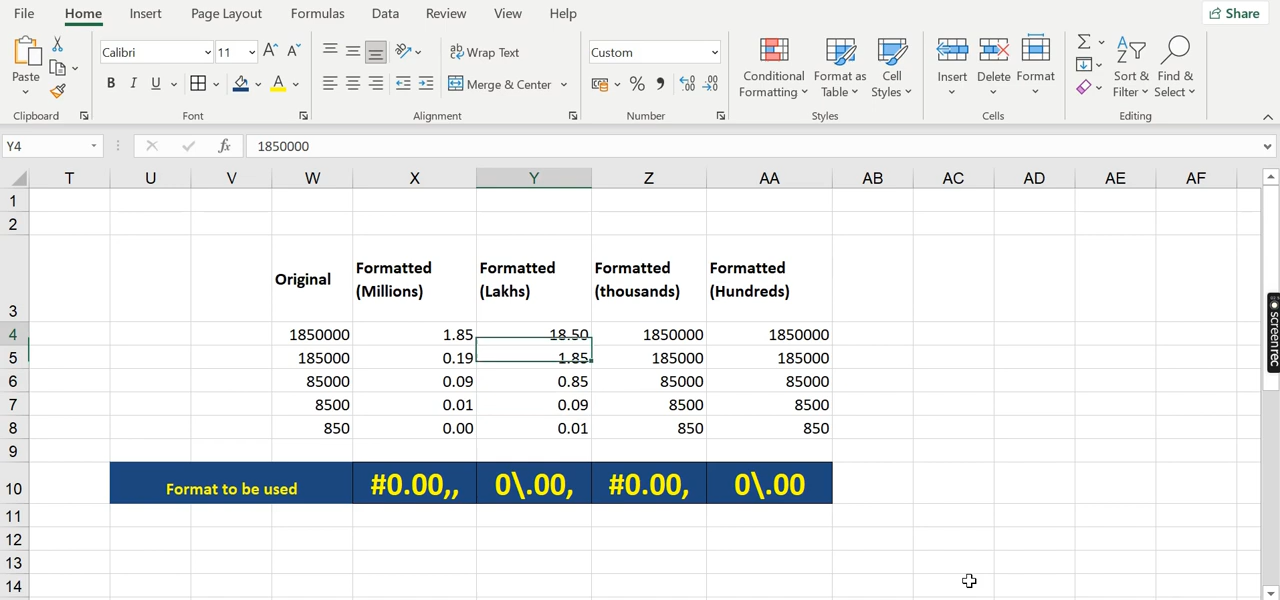 File Home Insert Page Layout Formulas Data Review View Help Share
Paste Calibri 11 A A Wrap Text Custom Conditional Formatting Format as Table Cell Styles Insert Delete Format Sort & Filter Find & Select
B I U A Merge & Center % ,
Clipboard Font Alignment Number Styles Cells Editing
Y4 fx 1850000
T U V W X Y Z AA AB AC AD AE AF
1
2
3 Original Formatted (Millions) Formatted (Lakhs) Formatted (thousands) Formatted (Hundreds)
4 1850000 1.85 18.50 1850000 1850000
5 185000 0.19 1.85 185000 185000
6 85000 0.09 0.85 85000 85000
7 8500 0.01 0.09 8500 8500
8 850 0.00 0.01 850 850
9
10 Format to be used #0.00,, 0\.00, #0.00, 0\.00
11
12
13
14
screenrec